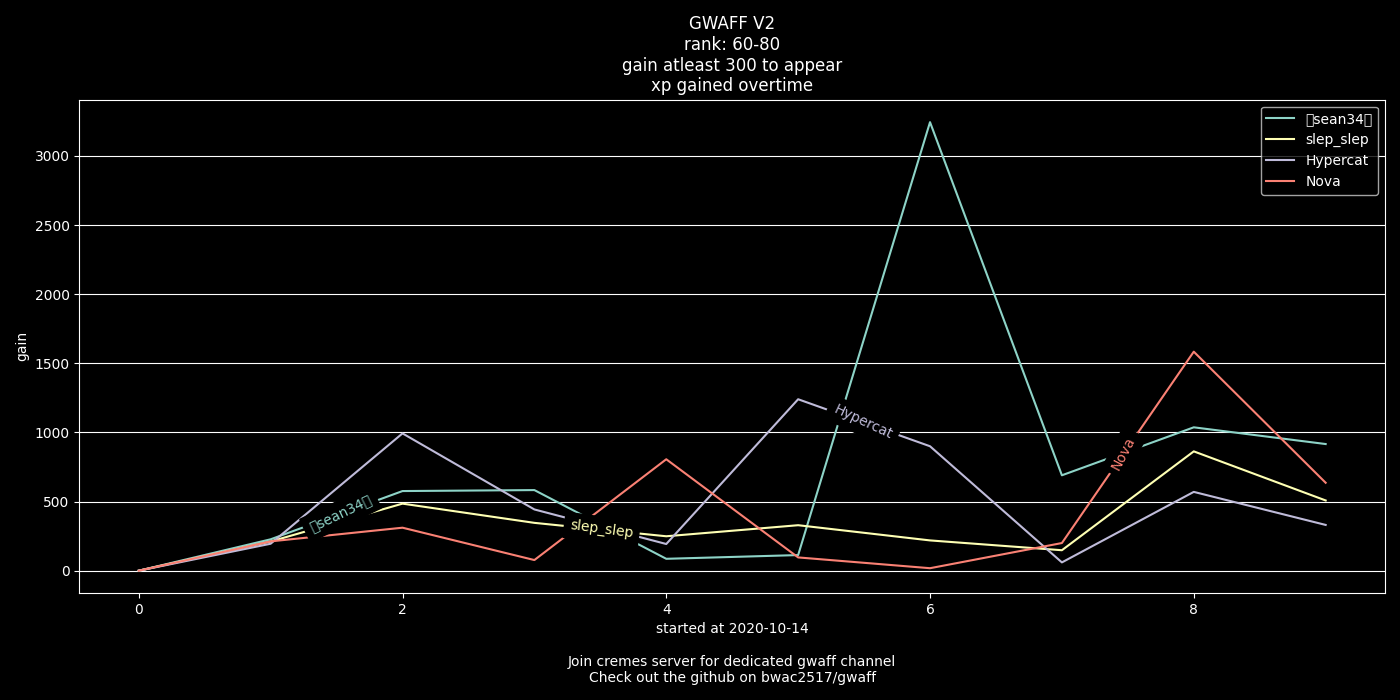 GWAFF V2
rank: 60-80
gain atleast 300 to appear
xp gained overtime
sean34
slep_slep
Hypercat
Nova
3000
2500
2000
1500
1000
500
0
gain
sean34
slep_slep
Hypercat
Nova
0 2 4 6 8
started at 2020-10-14
Join cremes server for dedicated gwaff channel
Check out the github on bwac2517/gwaff